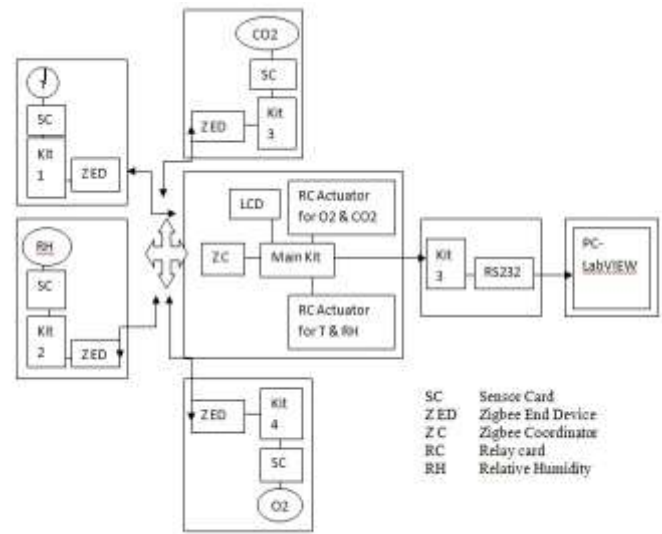 CO2
SC
Kit
3
ZED
T
SC
Kit
1
ZED
RH
SC
Kit
2
ZED
LCD
RC Actuator
for O2 & CO2
ZC
Main Kit
RC Actuator
for T & RH
Kit
3
RS232
PC-
LabVIEW
ZED
Kit
4
SC
O2
SC Sensor Card
ZED Zigbee End Device
ZC Zigbee Coordinator
RC Relay card
RH Relative Humidity